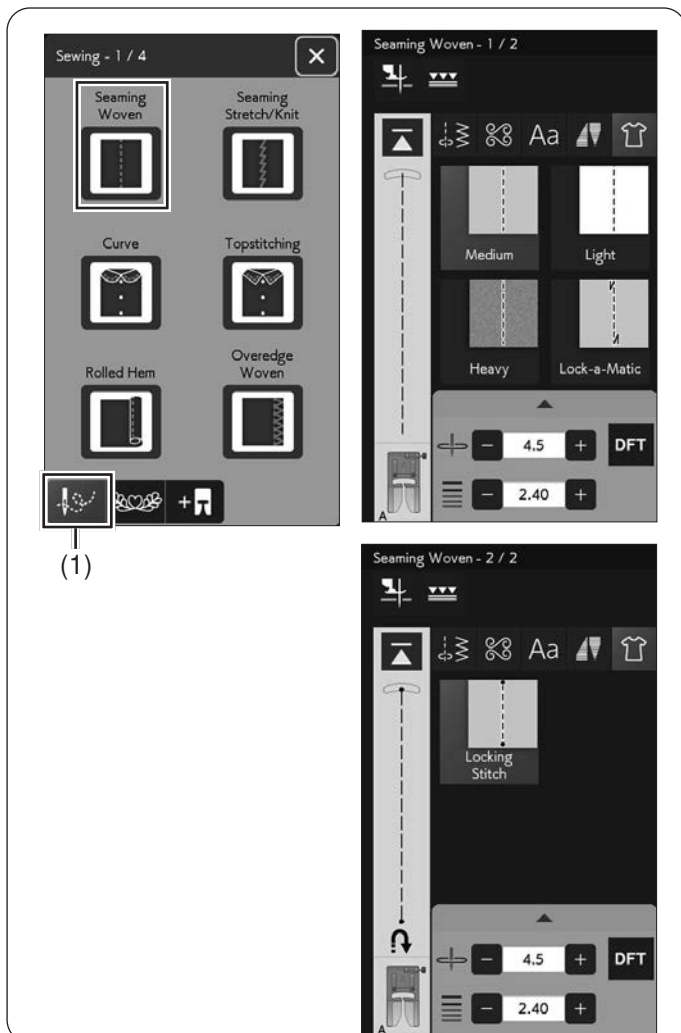 Sewing - 1 / 4
Seaming
Woven
Seaming
Stretch/Knit
Curve
Topstitching
Rolled Hem
Overedge
Woven
(1)
Seaming Woven - 1 / 2
Aa
Medium
Light
Heavy
Lock-a-Matic
4.5
DFT
2.40
A
Seaming Woven - 2 / 2
Aa
Locking
Stitch
4.5
DFT
2.40
A